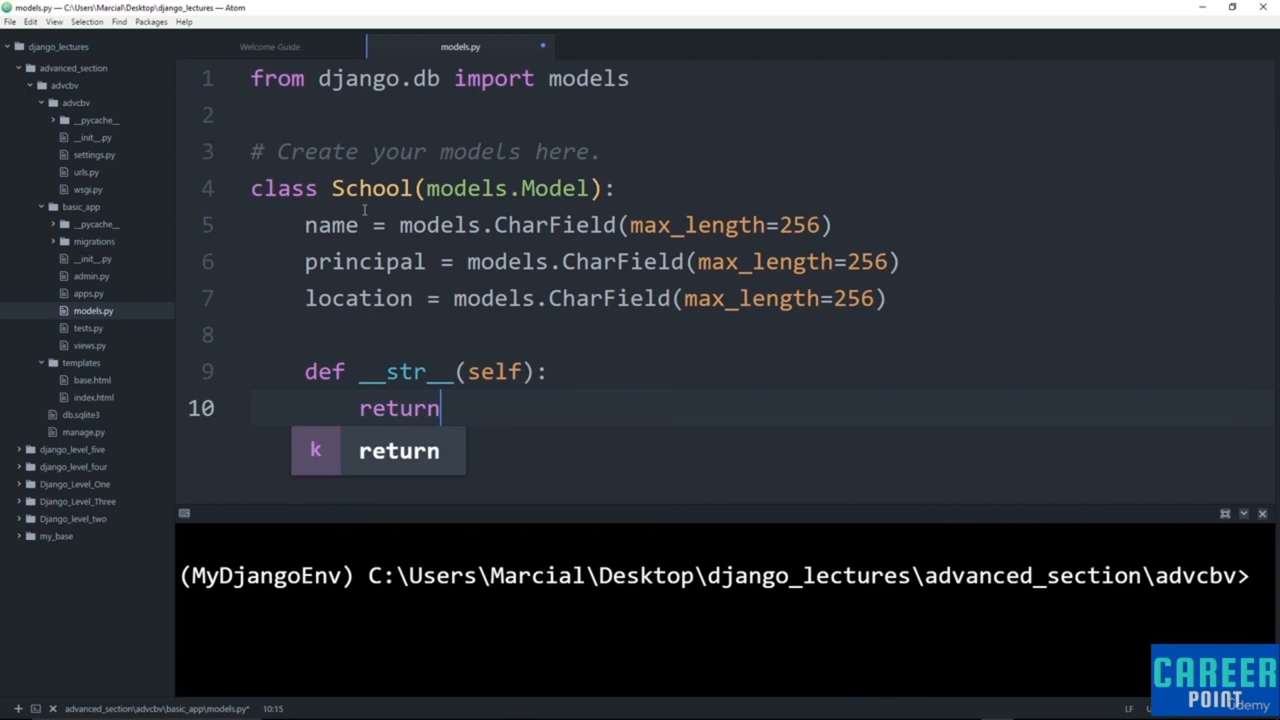 models.py — C:\Users\Marcial\Desktop\django_lectures — Atom
File Edit View Selection Find Packages Help
django_lectures
advanced_section
advcbv
advcbv
__pycache__
__init__.py
settings.py
urls.py
wsgi.py
basic_app
__pycache__
migrations
__init__.py
admin.py
apps.py
models.py
tests.py
views.py
templates
base.html
index.html
db.sqlite3
manage.py
django_level_five
django_level_four
Django_Level_One
Django_Level_Three
Django_level_two
my_base
Welcome Guide models.py
1 from django.db import models
2
3 # Create your models here.
4 class School(models.Model):
5 name = models.CharField(max_length=256)
6 principal = models.CharField(max_length=256)
7 location = models.CharField(max_length=256)
8
9 def __str__(self):
10 return
k return
(MyDjangoEnv) C:\Users\Marcial\Desktop\django_lectures\advanced_section\advcbv>
advanced_section\advcbv\basic_app\models.py* 10:15 LF
CAREER
POINT
Udemy